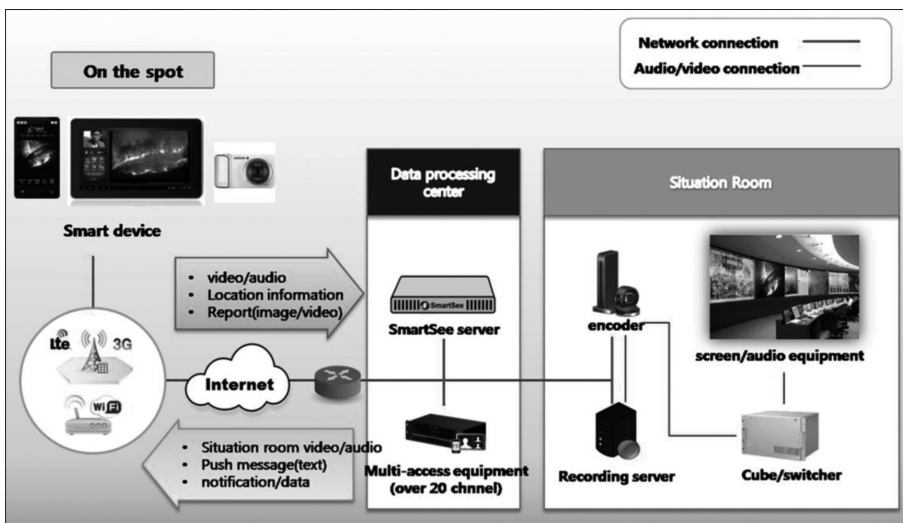 Network connection
Audio/video connection
On the spot
Smart device
Data processing
center
Situation Room
• video/audio
• Location information
• Report(image/video)
SmartSee
SmartSee server
encoder
screen/audio equipment
Lte
3G
WiFi
Internet
• Situation room video/audio
• Push message(text)
• notification/data
Multi-access equipment
(over 20 chnnel)
Recording server
Cube/switcher